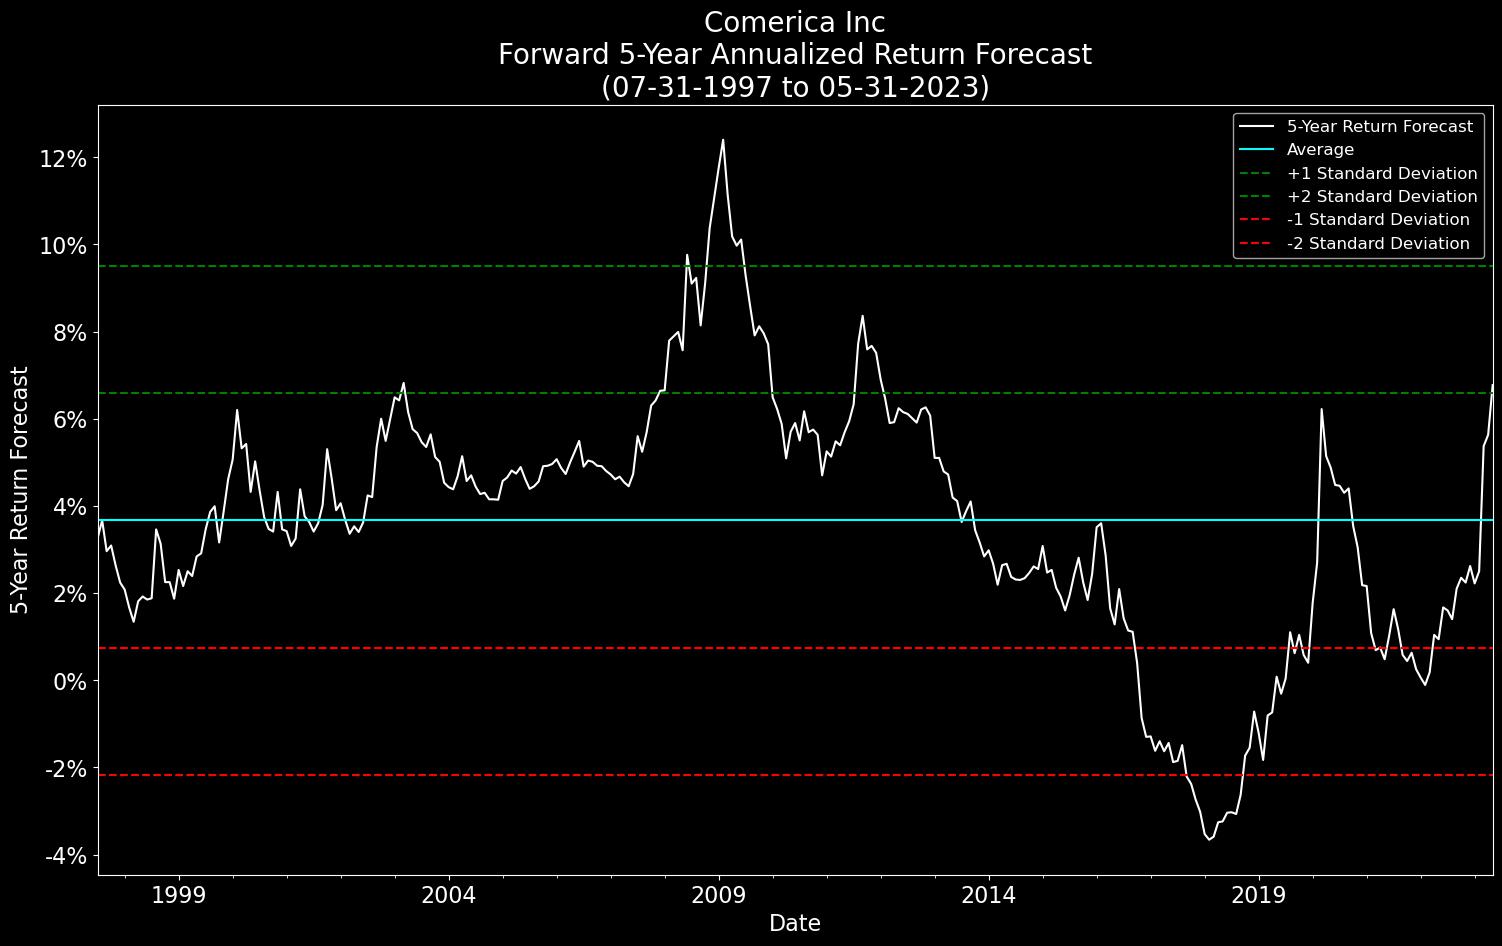 Comerica Inc
Forward 5-Year Annualized Return Forecast
(07-31-1997 to 05-31-2023)
5-Year Return Forecast
Average
+1 Standard Deviation
+2 Standard Deviation
-1 Standard Deviation
-2 Standard Deviation
5-Year Return Forecast
12%
10%
8%
6%
4%
2%
0%
-2%
-4%
1999 2004 2009 2014 2019
Date